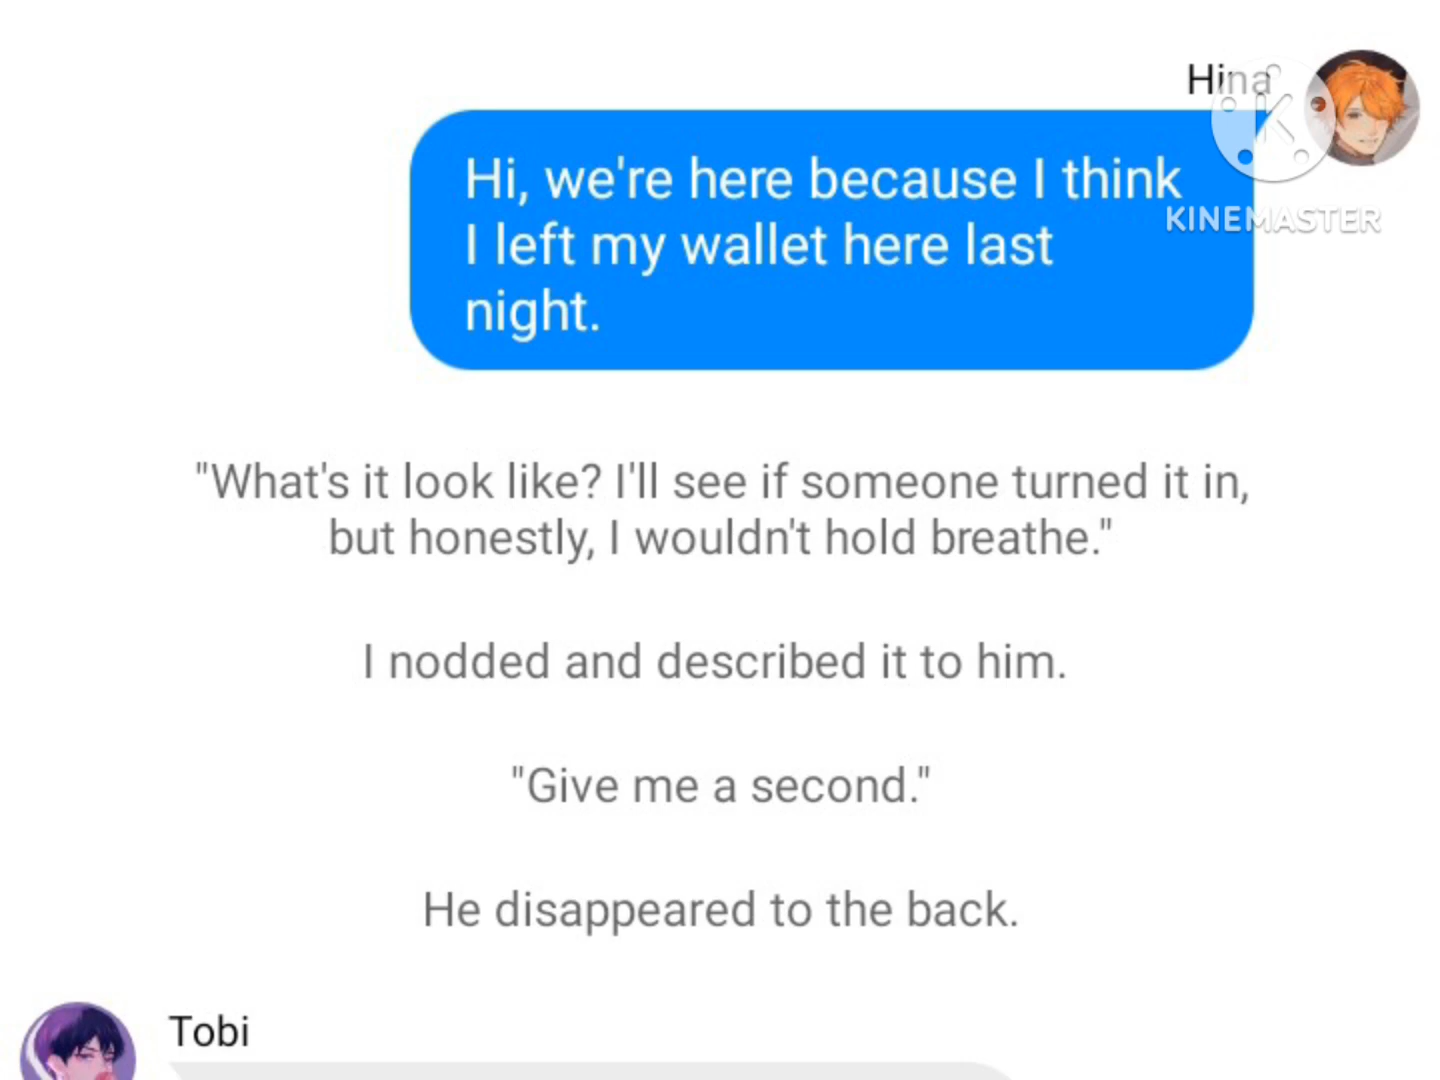 Hina
Hi, we're here because I think
I left my wallet here last
night.
KINEMASTER
"What's it look like? I'll see if someone turned it in,
but honestly, I wouldn't hold breathe."
I nodded and described it to him.
"Give me a second."
He disappeared to the back.
Tobi